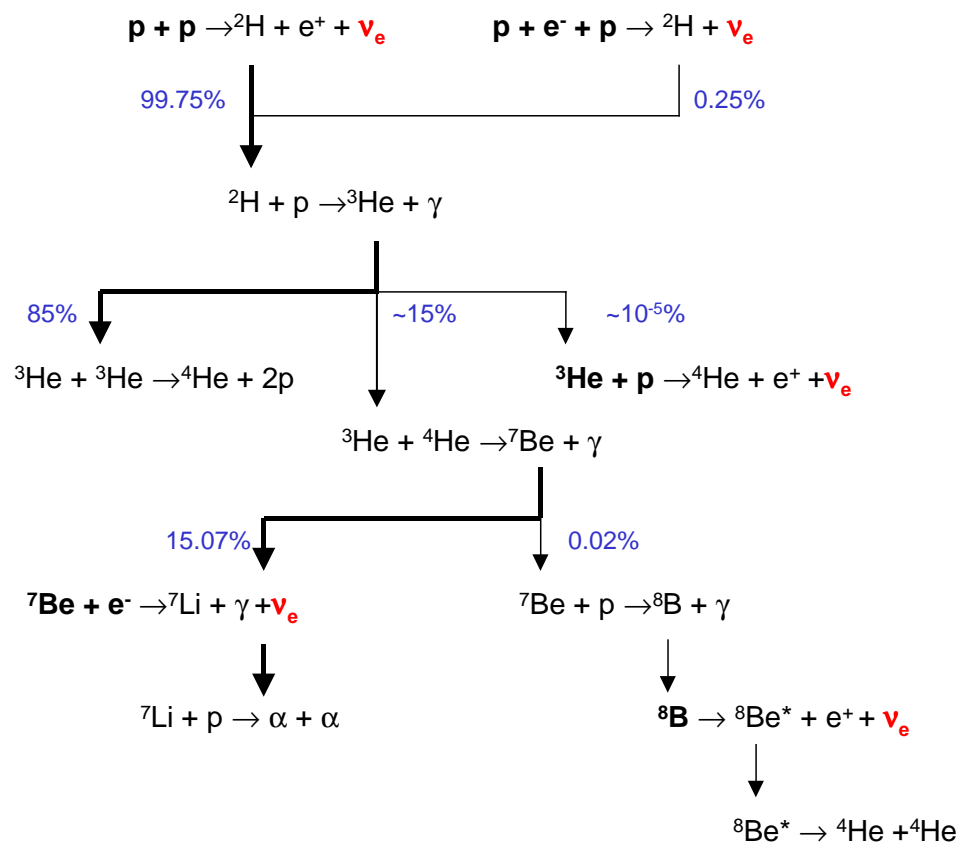 p + p →²H + e⁺ + νₑ
p + e⁻ + p → ²H + νₑ
99.75%
0.25%
²H + p →³He + γ
85%
~15%
~10⁻⁵%
³He + ³He →⁴He + 2p
³He + p →⁴He + e⁺ +νₑ
³He + ⁴He →⁷Be + γ
15.07%
0.02%
⁷Be + e⁻ →⁷Li + γ +νₑ
⁷Be + p →⁸B + γ
⁷Li + p → α + α
⁸B → ⁸Be* + e⁺ + νₑ
⁸Be* → ⁴He +⁴He